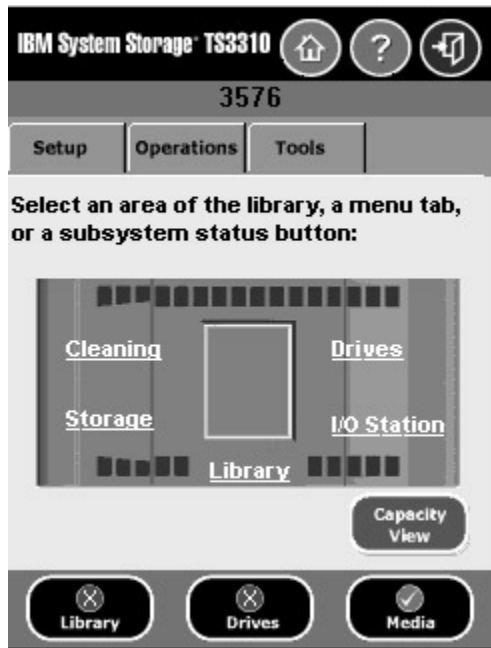 IBM System Storage® TS3310 ?
3576
Setup Operations Tools
Select an area of the library, a menu tab,
or a subsystem status button:
Cleaning Drives
Storage I/O Station
Library
Capacity
View
Library Drives Media